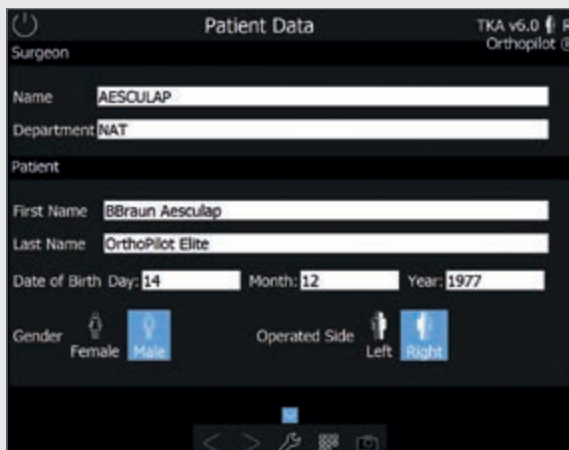 Patient Data
TKA v6.0 R
Orthopilot ®
Surgeon
Name AESCULAP
Department NAT
Patient
First Name BBraun Aesculap
Last Name OrthoPilot Elite
Date of Birth Day: 14 Month: 12 Year: 1977
Gender Female Male Operated Side Left Right